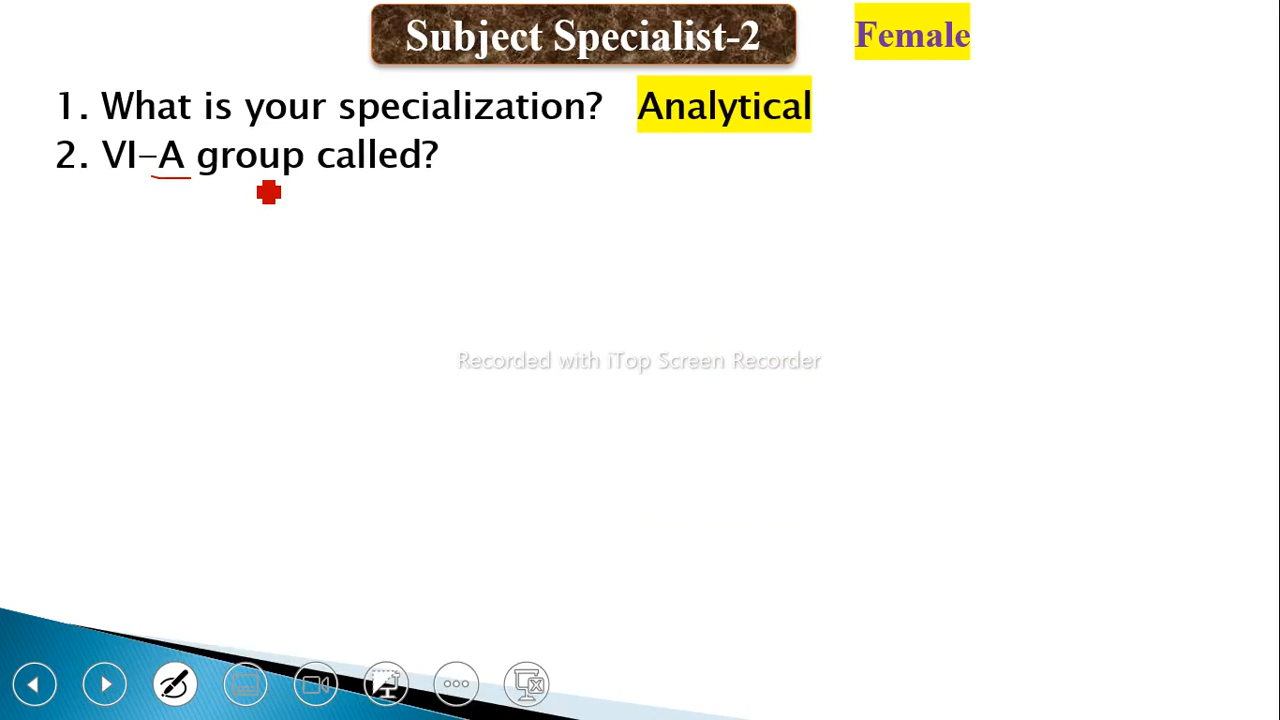 Subject Specialist-2 Female
1. What is your specialization? Analytical
2. VI-A group called?
Recorded with iTop Screen Recorder